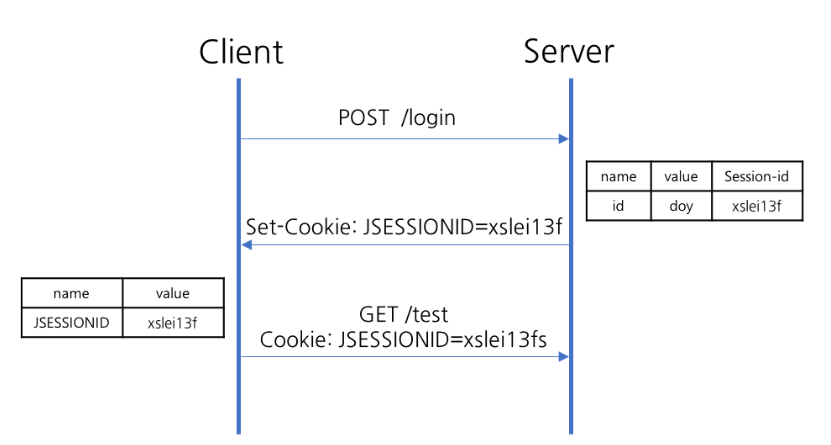 Client
Server
POST /login
name value Session-id
id doy xslei13f
Set-Cookie: JSESSIONID=xslei13f
name value
JSESSIONID xslei13f
GET /test
Cookie: JSESSIONID=xslei13fs